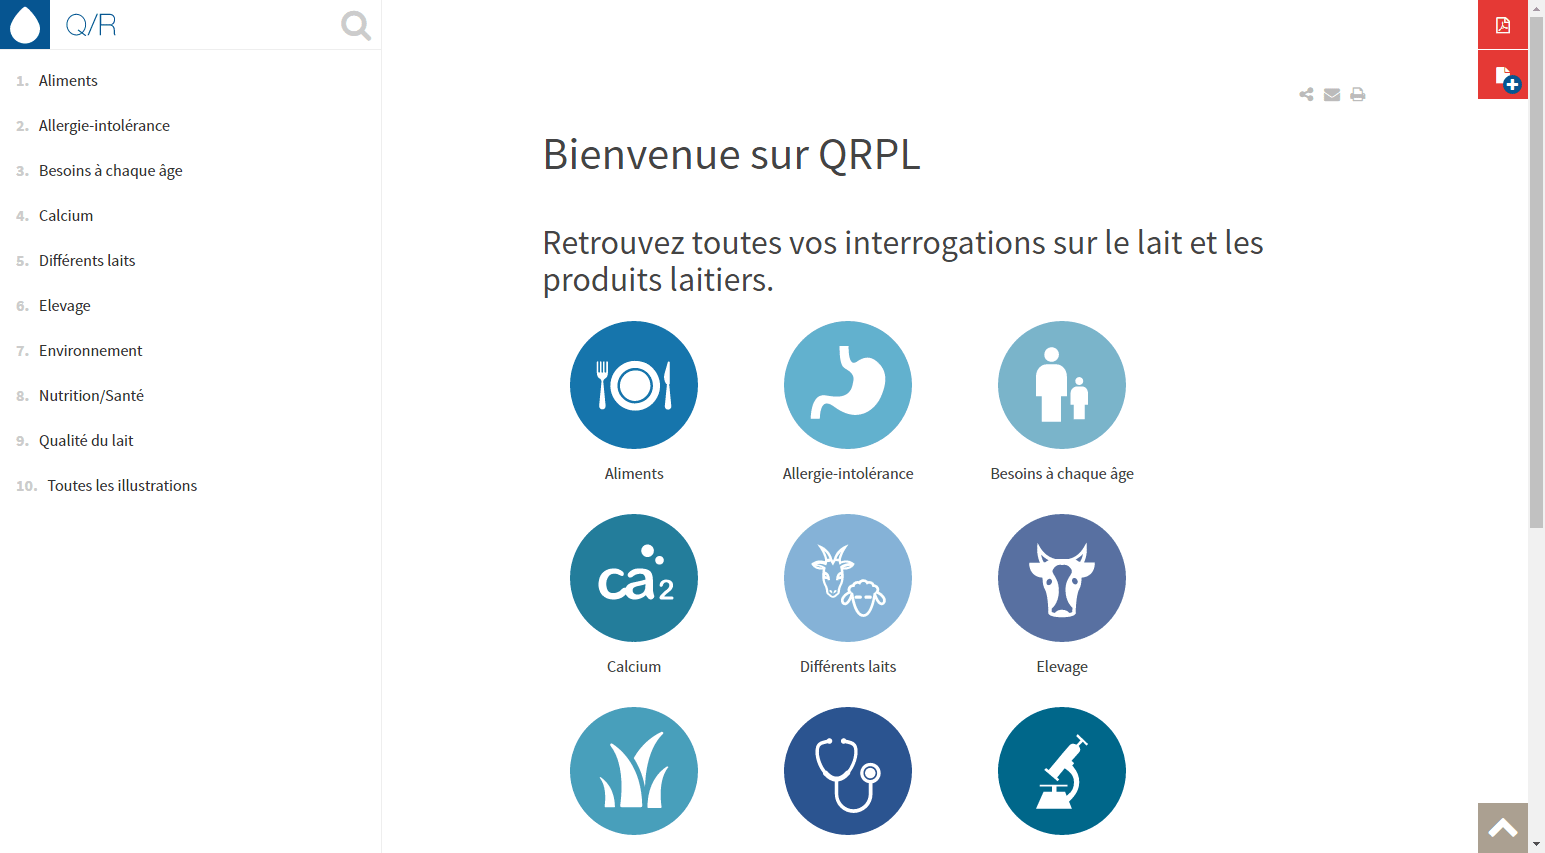 Q/R
1. Aliments
2. Allergie-intolérance
3. Besoins à chaque âge
4. Calcium
5. Différents laits
6. Elevage
7. Environnement
8. Nutrition/Santé
9. Qualité du lait
10. Toutes les illustrations
Bienvenue sur QRPL
Retrouvez toutes vos interrogations sur le lait et les
produits laitiers.
Aliments
Allergie-intolérance
Besoins à chaque âge
ca2
Calcium
Différents laits
Elevage